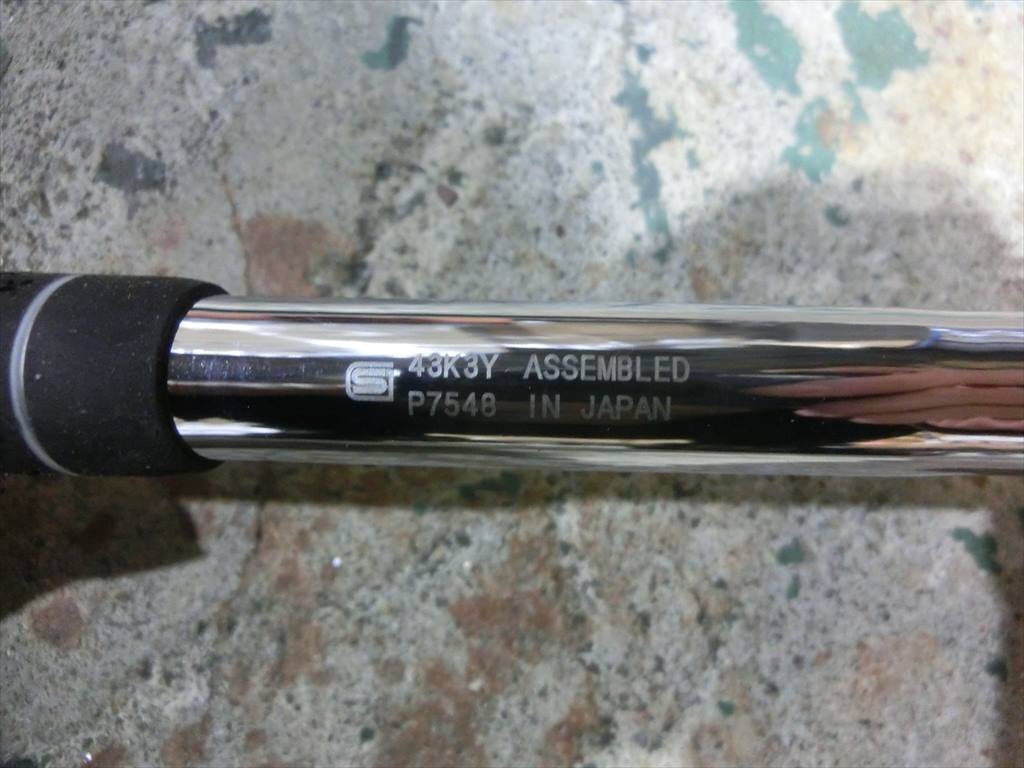 43K3Y ASSEMBLED
P7548 IN JAPAN